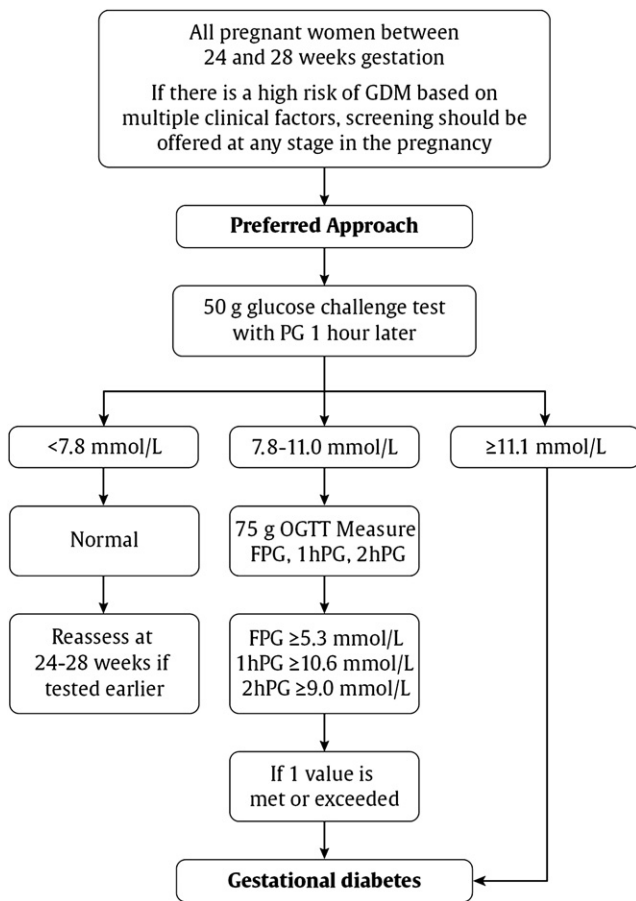 All pregnant women between
24 and 28 weeks gestation
If there is a high risk of GDM based on
multiple clinical factors, screening should be
offered at any stage in the pregnancy
Preferred Approach
50 g glucose challenge test
with PG 1 hour later
<7.8 mmol/L
7.8-11.0 mmol/L
≥11.1 mmol/L
Normal
75 g OGTT Measure
FPG, 1hPG, 2hPG
Reassess at
24-28 weeks if
tested earlier
FPG ≥5.3 mmol/L
1hPG ≥10.6 mmol/L
2hPG ≥9.0 mmol/L
If 1 value is
met or exceeded
Gestational diabetes